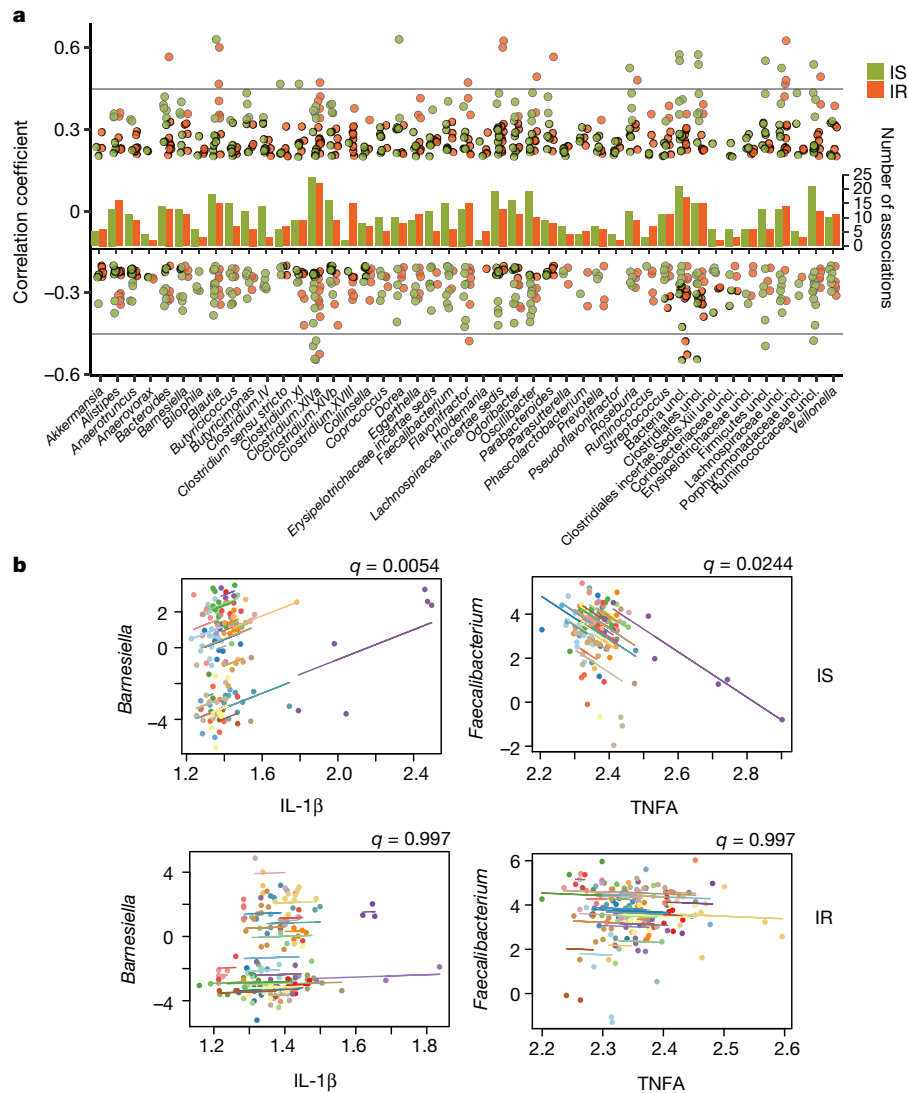 a
0.6
0.3
0
−0.3
−0.6
Correlation coefficient
IS
IR
Number of associations
25
20
15
10
5
0
Akkermansia
Alistipes
Anaerotruncus
Anaerovorax
Bacteroides
Barnesiella
Bilophila
Blautia
Butyricicoccus
Butyricimonas
Clostridium.IV
Clostridium sensu stricto
Clostridium.XI
Clostridium.XIVa
Clostridium.XIVb
Clostridium.XVIII
Collinsella
Coprococcus
Dorea
Eggerthella
Erysipelotrichaceae incertae sedis
Faecalibacterium
Flavonifractor
Holdemania
Lachnospiracea incertae sedis
Odoribacter
Oscillibacter
Parabacteroides
Parasutterella
Phascolarctobacterium
Prevotella
Pseudoflavonifractor
Roseburia
Ruminococcus
Streptococcus
Bacteria uncl.
Clostridiales uncl.
Clostridiales incertae.Sedis.XIII uncl.
Coriobacteriaceae uncl.
Erysipelotrichaceae uncl.
Firmicutes uncl.
Lachnospiraceae uncl.
Porphyromonadaceae uncl.
Ruminococcaceae uncl.
Veillonella
b
q = 0.0054
Barnesiella
2
0
−4
1.2 1.6 2.0 2.4
IL-1β
q = 0.0244
Faecalibacterium
4
2
0
−2
2.2 2.4 2.6 2.8
TNFA
IS
q = 0.997
Barnesiella
4
0
−4
1.2 1.4 1.6 1.8
IL-1β
q = 0.997
Faecalibacterium
6
4
2
0
2.2 2.3 2.4 2.5 2.6
TNFA
IR